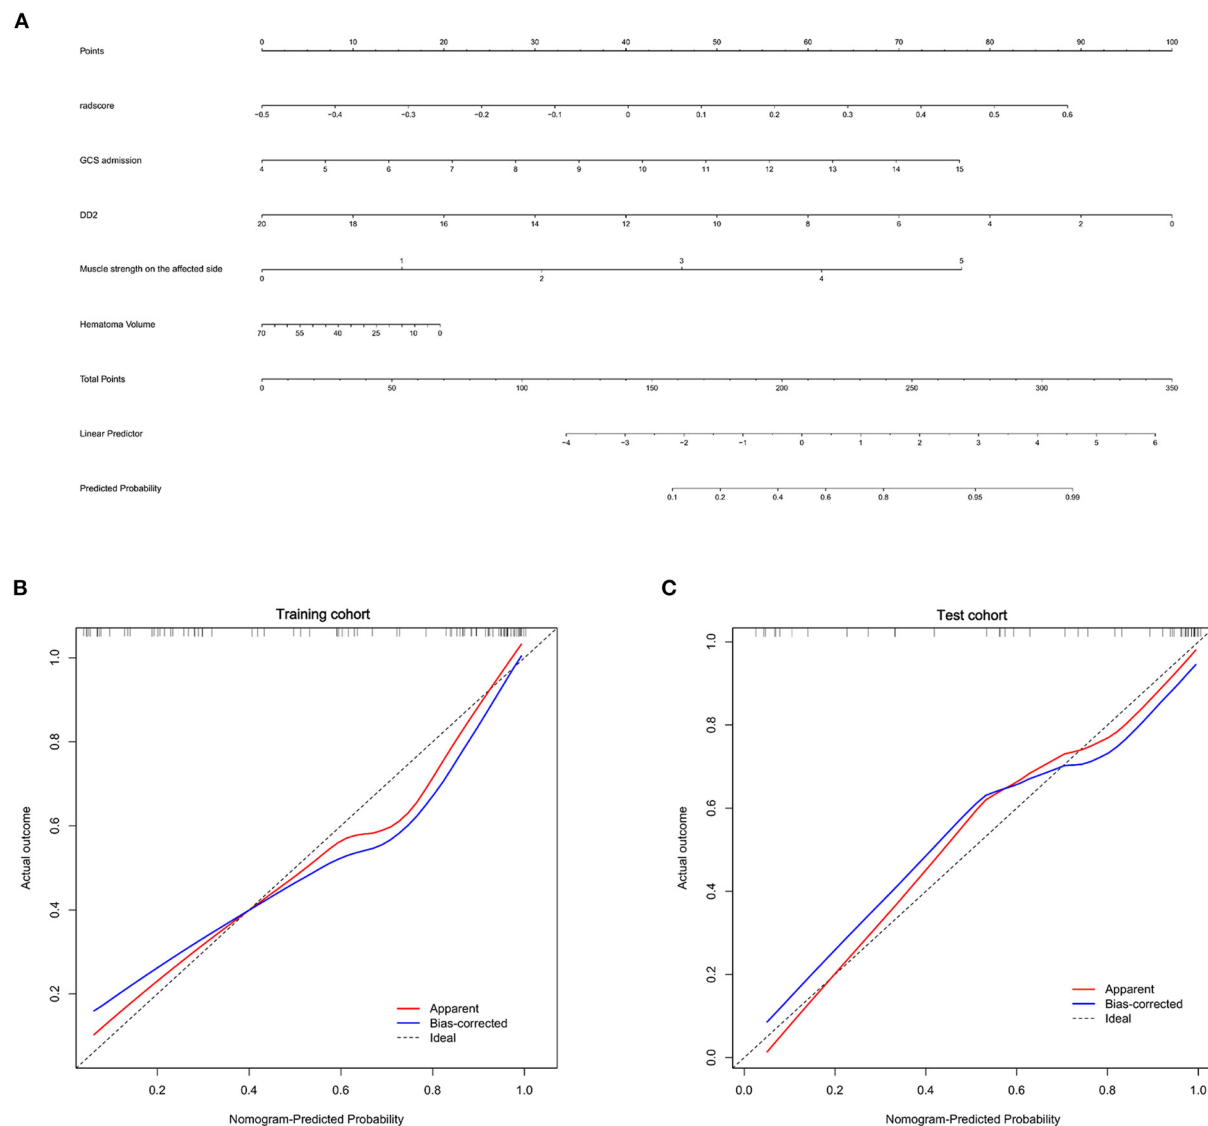 A
Points
0 10 20 30 40 50 60 70 80 90 100
radscore
−0.5 −0.4 −0.3 −0.2 −0.1 0 0.1 0.2 0.3 0.4 0.5 0.6
GCS admission
4 5 6 7 8 9 10 11 12 13 14 15
DD2
20 18 16 14 12 10 8 6 4 2 0
1 3 5
Muscle strength on the affected side
0 2 4
Hematoma Volume
70 55 40 25 10 0
Total Points
0 50 100 150 200 250 300 350
Linear Predictor
−4 −3 −2 −1 0 1 2 3 4 5 6
Predicted Probability
0.1 0.2 0.4 0.6 0.8 0.95 0.99
B
Training cohort
1.0
0.8
0.6
0.4
0.2
Actual outcome
Apparent
Bias-corrected
Ideal
0.2 0.4 0.6 0.8 1.0
Nomogram-Predicted Probability
C
Test cohort
1.0
0.8
0.6
0.4
0.2
0.0
Actual outcome
Apparent
Bias-corrected
Ideal
0.0 0.2 0.4 0.6 0.8 1.0
Nomogram-Predicted Probability